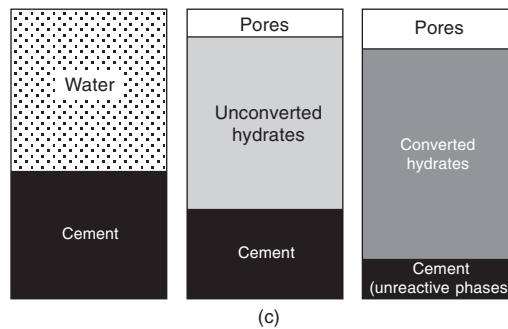 Water
Cement
Pores
Unconverted
hydrates
Cement
Pores
Converted
hydrates
Cement
(unreactive phases)
(c)